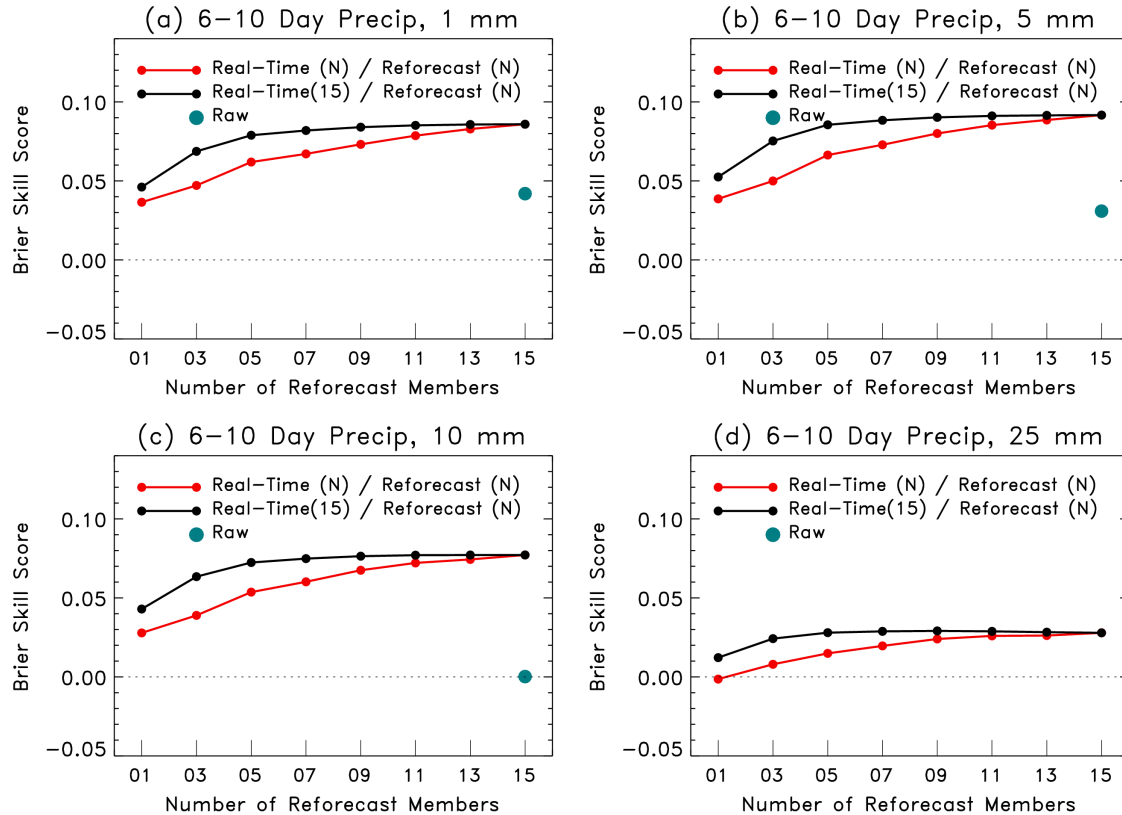 (a) 6-10 Day Precip, 1 mm
Real-Time (N) / Reforecast (N)
Real-Time(15) / Reforecast (N)
Raw
Brier Skill Score
0.10
0.05
0.00
-0.05
01 03 05 07 09 11 13 15
Number of Reforecast Members
(b) 6-10 Day Precip, 5 mm
Real-Time (N) / Reforecast (N)
Real-Time(15) / Reforecast (N)
Raw
Brier Skill Score
0.10
0.05
0.00
-0.05
01 03 05 07 09 11 13 15
Number of Reforecast Members
(c) 6-10 Day Precip, 10 mm
Real-Time (N) / Reforecast (N)
Real-Time(15) / Reforecast (N)
Raw
Brier Skill Score
0.10
0.05
0.00
-0.05
01 03 05 07 09 11 13 15
Number of Reforecast Members
(d) 6-10 Day Precip, 25 mm
Real-Time (N) / Reforecast (N)
Real-Time(15) / Reforecast (N)
Raw
Brier Skill Score
0.10
0.05
0.00
-0.05
01 03 05 07 09 11 13 15
Number of Reforecast Members